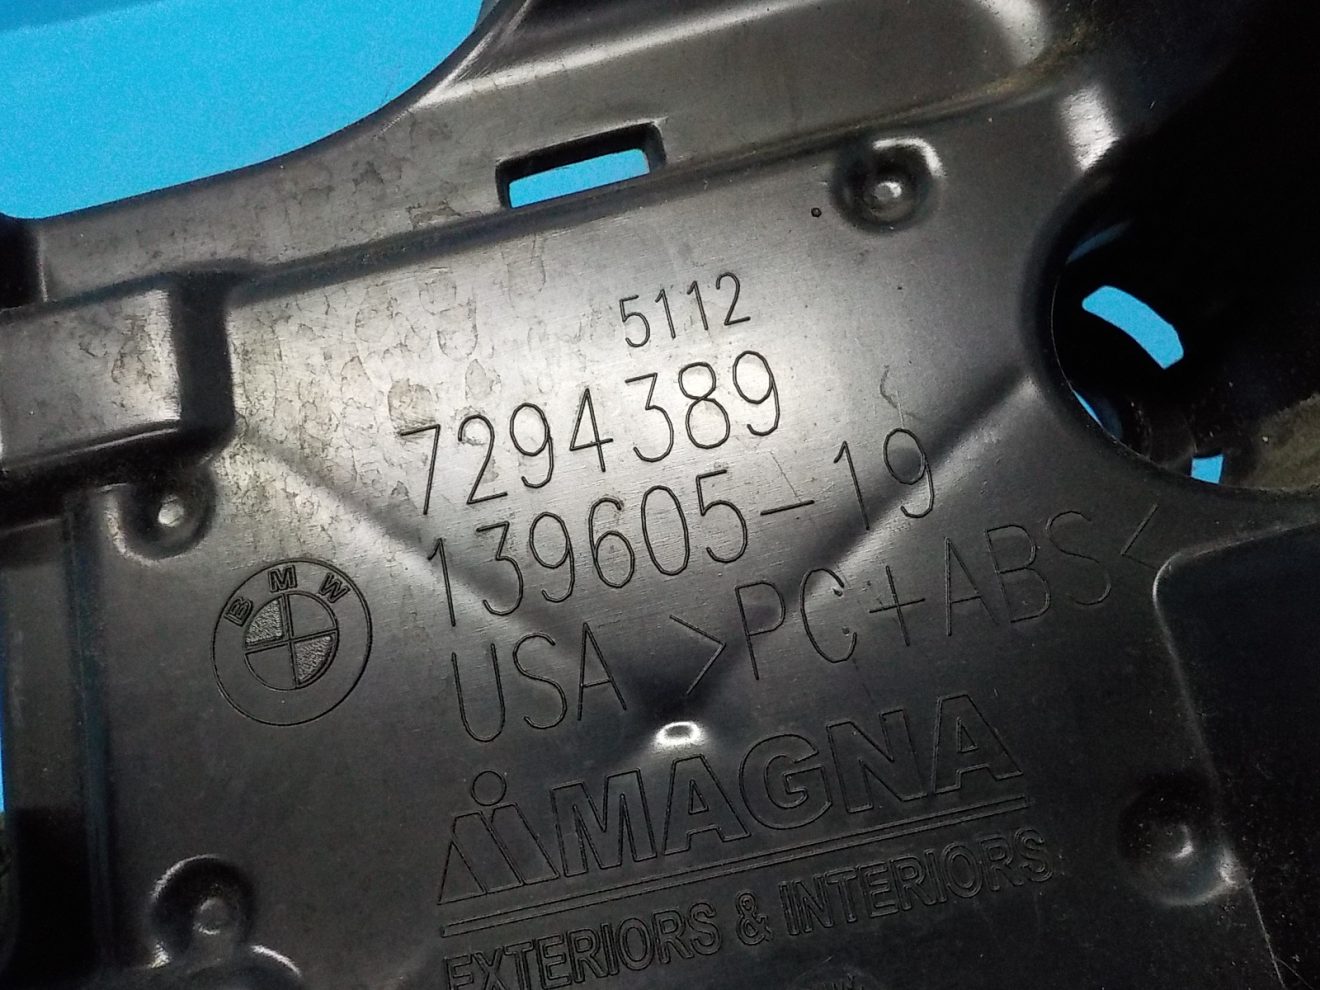 5112
7294389
139605-19
USA >PC+ABS<
BMW
MAGNA
EXTERIORS & INTERIORS